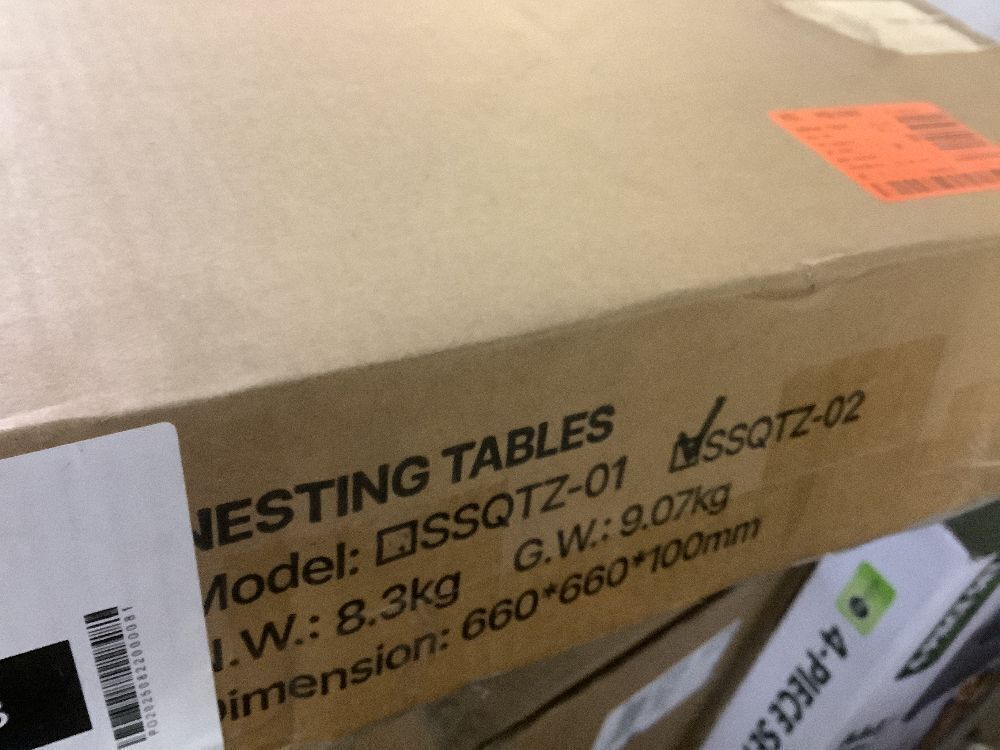 NESTING TABLES
Model: SSQTZ-01 SSQTZ-02
N.W.: 8.3kg G.W.: 9.07kg
Dimension: 660*660*100mm
4-PIECE